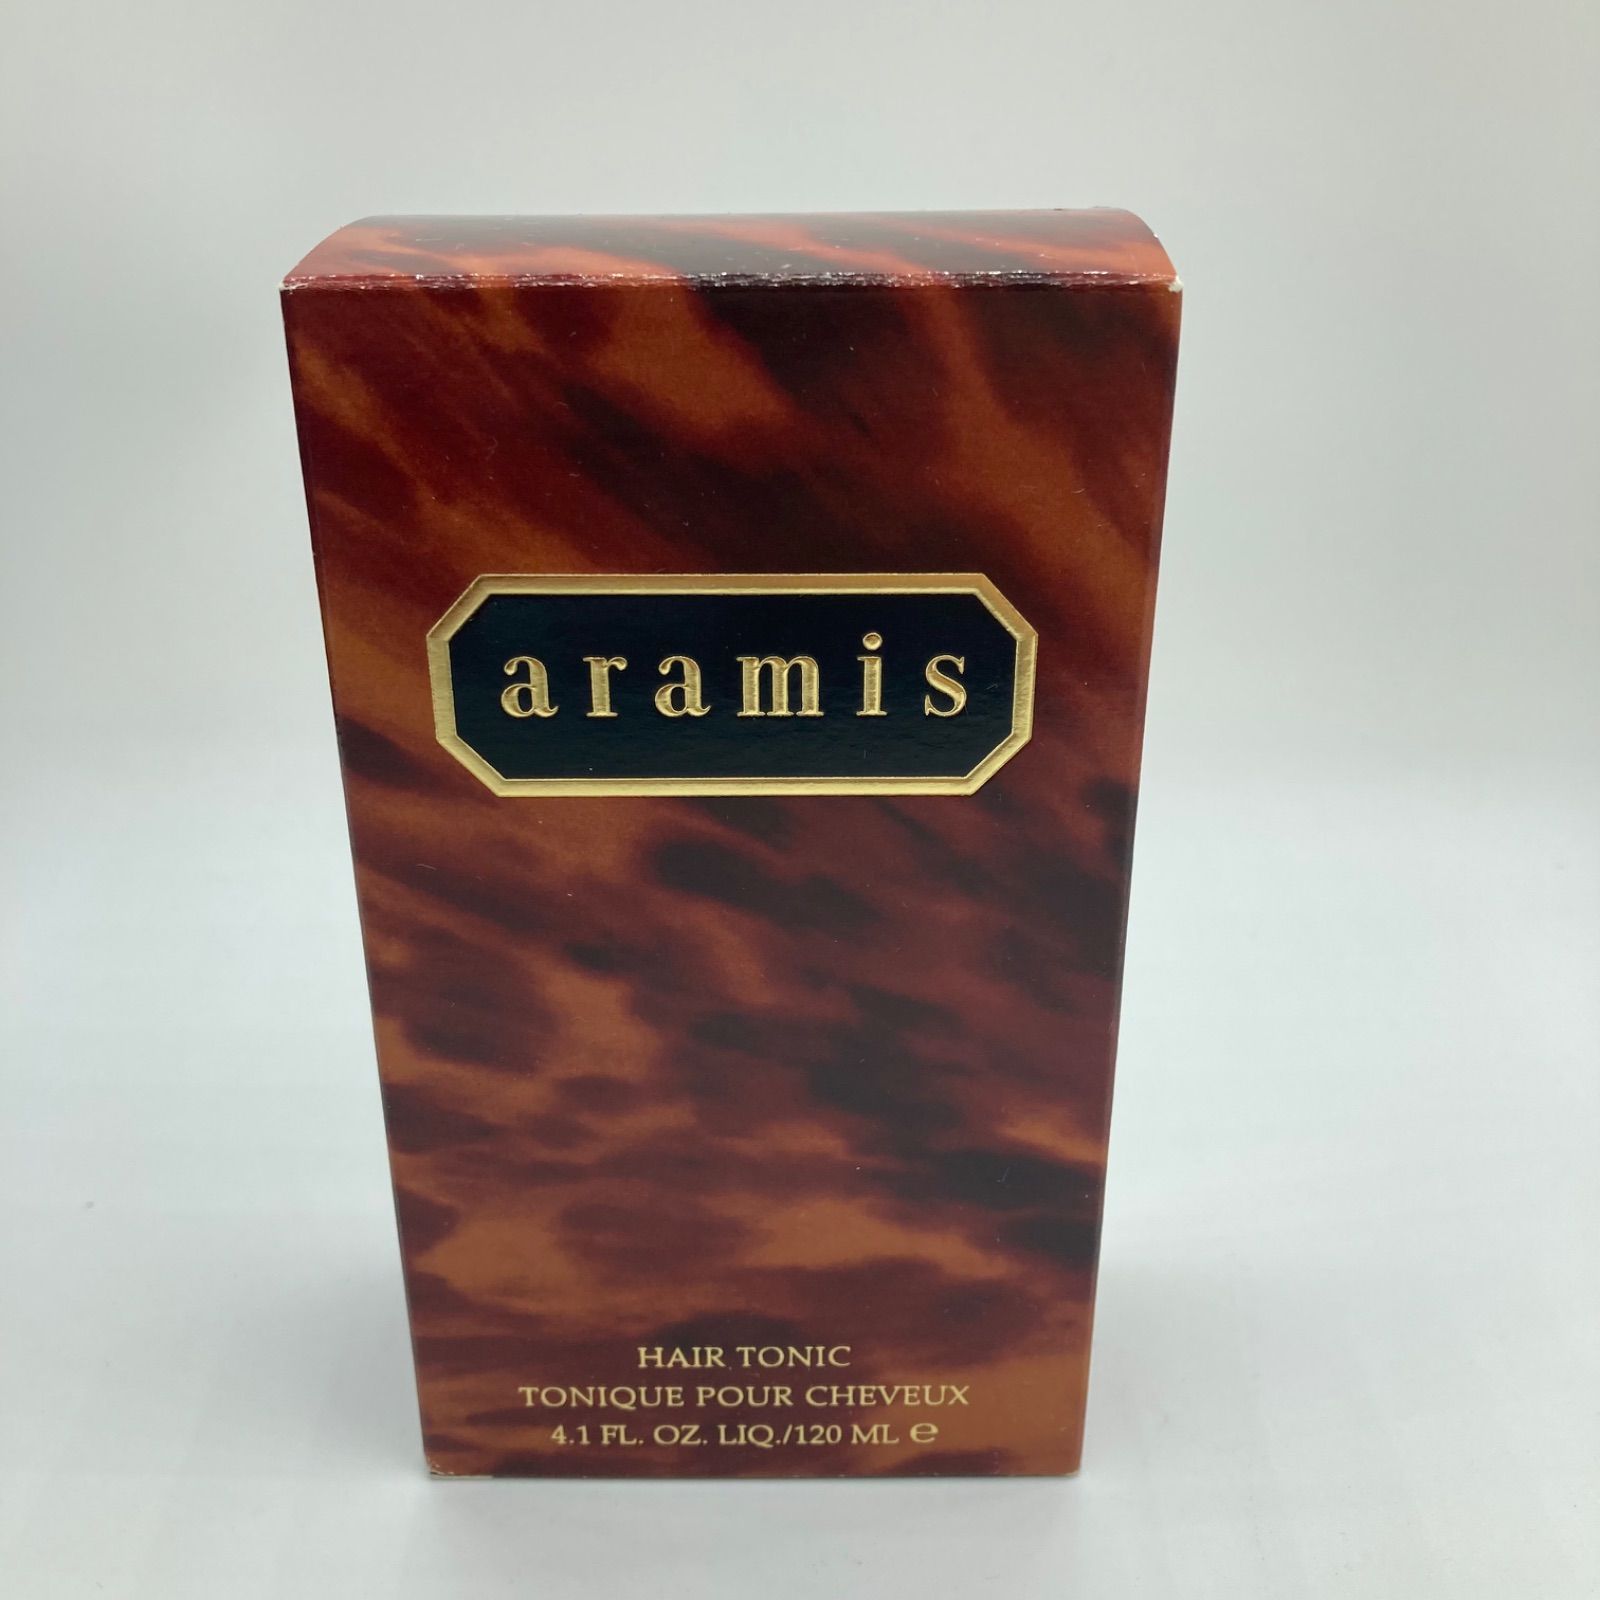 aramis
HAIR TONIC
TONIQUE POUR CHEVEUX
4.1 FL. OZ. LIQ./120 ML ℮